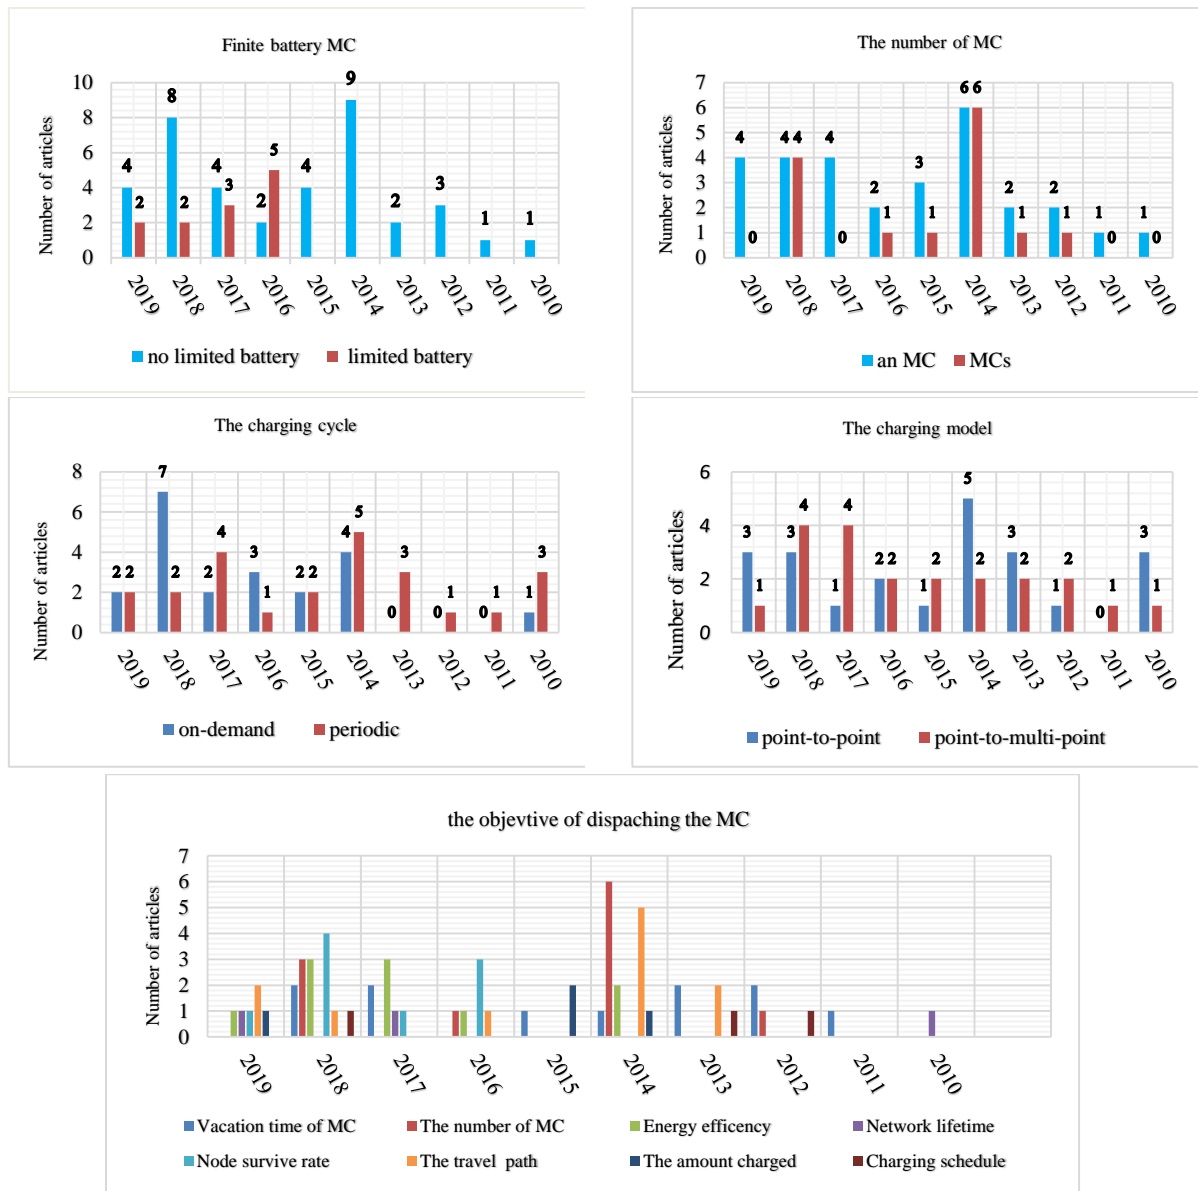 Finite battery MC
Number of articles
10
8
6
4
2
0
4 2 8 2 4 3 2 5 4 9 2 3 1 1
2019 2018 2017 2016 2015 2014 2013 2012 2011 2010
no limited battery limited battery
The number of MC
Number of articles
7
6
5
4
3
2
1
0
4 0 4 4 4 0 2 1 3 1 6 6 2 1 2 1 1 0 1 0
2019 2018 2017 2016 2015 2014 2013 2012 2011 2010
an MC MCs
The charging cycle
Number of articles
8
6
4
2
0
2 2 7 2 2 4 3 1 2 2 4 5 0 3 0 1 0 1 1 3
2019 2018 2017 2016 2015 2014 2013 2012 2011 2010
on-demand periodic
The charging model
Number of articles
6
4
2
0
3 1 3 4 1 4 2 2 1 2 5 2 3 2 1 2 0 1 3 1
2019 2018 2017 2016 2015 2014 2013 2012 2011 2010
point-to-point point-to-multi-point
the objevtive of dispaching the MC
Number of articles
7
6
5
4
3
2
1
0
2019 2018 2017 2016 2015 2014 2013 2012 2011 2010
Vacation time of MC The number of MC Energy efficency Network lifetime
Node survive rate The travel path The amount charged Charging schedule